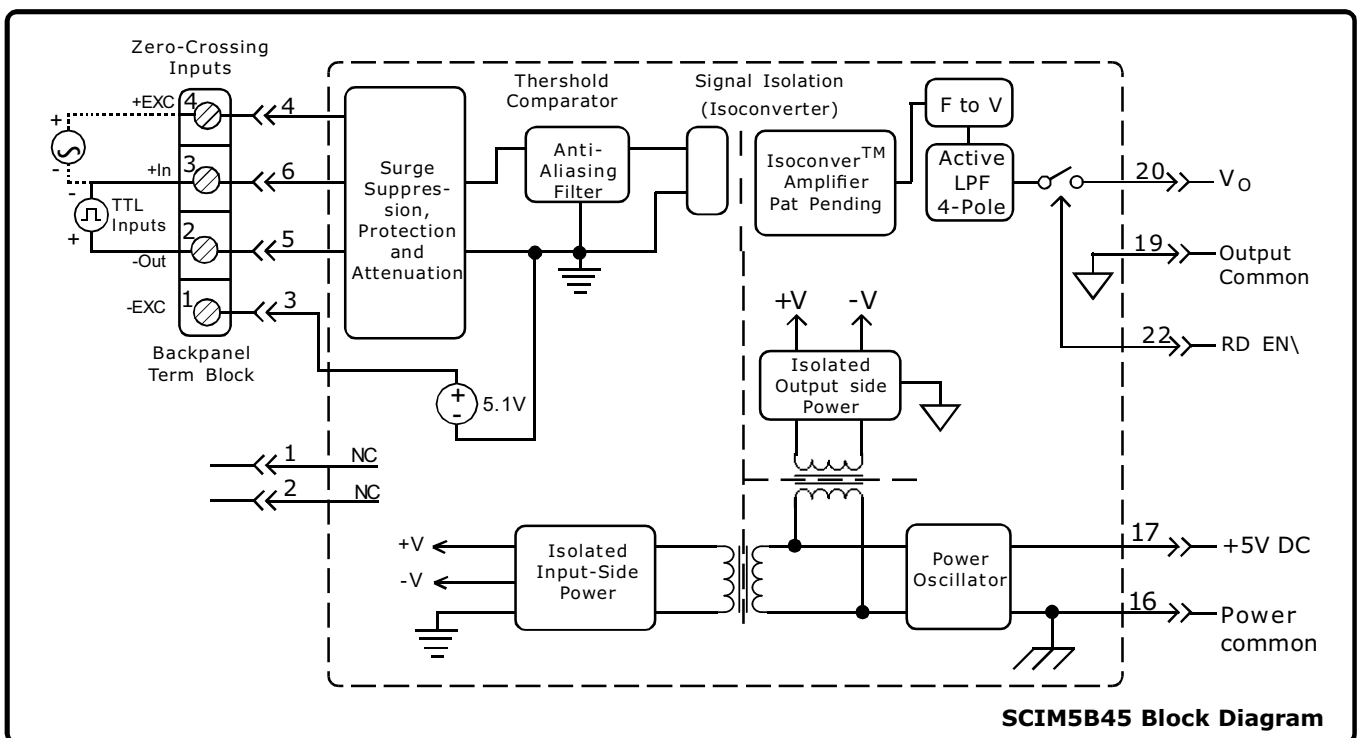 Zero-Crossing
Inputs
+EXC
4
4
+
-
+In
3
6
-
TTL
Inputs
+
2
5
-Out
-EXC
1
3
Backpanel
Term Block
Surge
Suppres-
sion,
Protection
and
Attenuation
Thershold
Comparator
Anti-
Aliasing
Filter
Signal Isolation
(Isoconverter)
Isoconver™
Amplifier
Pat Pending
F to V
Active
LPF
4-Pole
20
VO
19
Output
Common
22
RD EN\
+
-
5.1V
+V
-V
Isolated
Output side
Power
1
NC
2
NC
+V
-V
Isolated
Input-Side
Power
Power
Oscillator
17
+5V DC
16
Power
common
SCIM5B45 Block Diagram